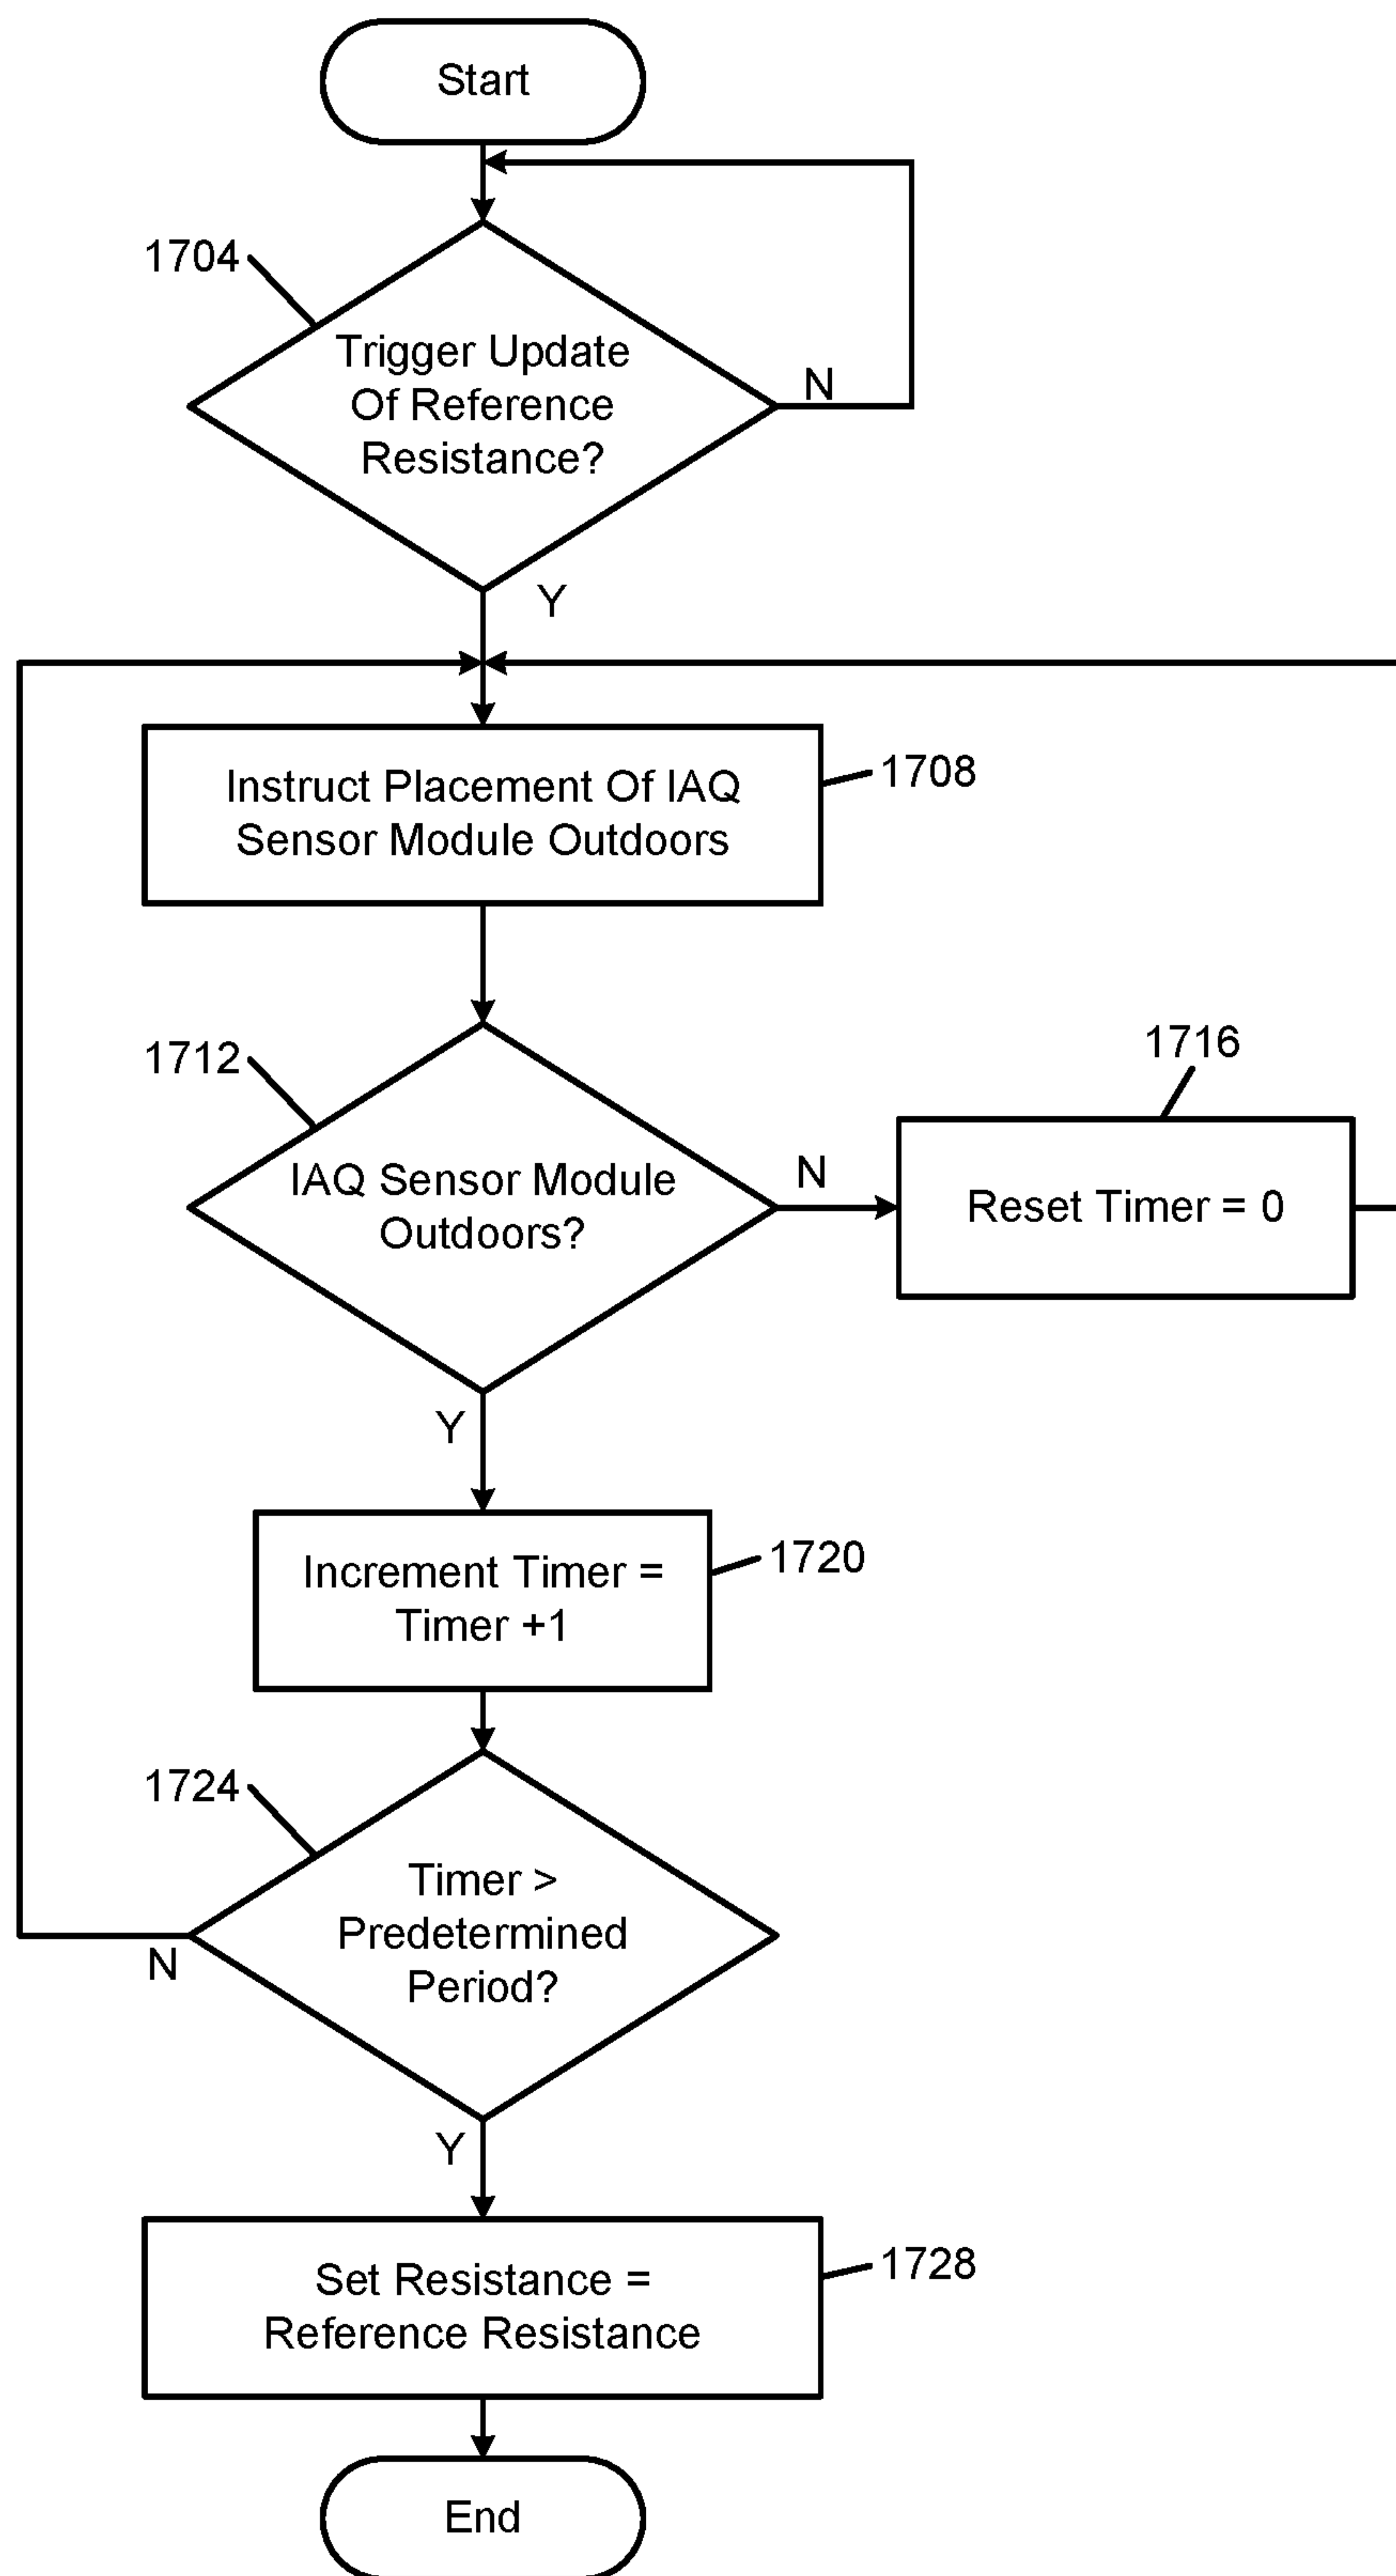 Start
1704
Trigger Update
Of Reference
Resistance?
N
Y
Instruct Placement Of IAQ
Sensor Module Outdoors
1708
1712
IAQ Sensor Module
Outdoors?
N
1716
Reset Timer = 0
Y
Increment Timer =
Timer +1
1720
1724
Timer >
Predetermined
Period?
N
Y
Set Resistance =
Reference Resistance
1728
End